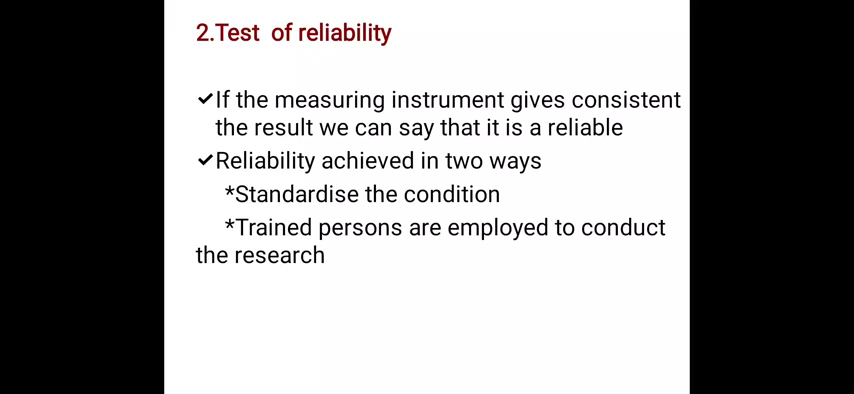 2.Test of reliability
✔If the measuring instrument gives consistent
the result we can say that it is a reliable
✔Reliability achieved in two ways
*Standardise the condition
*Trained persons are employed to conduct
the research